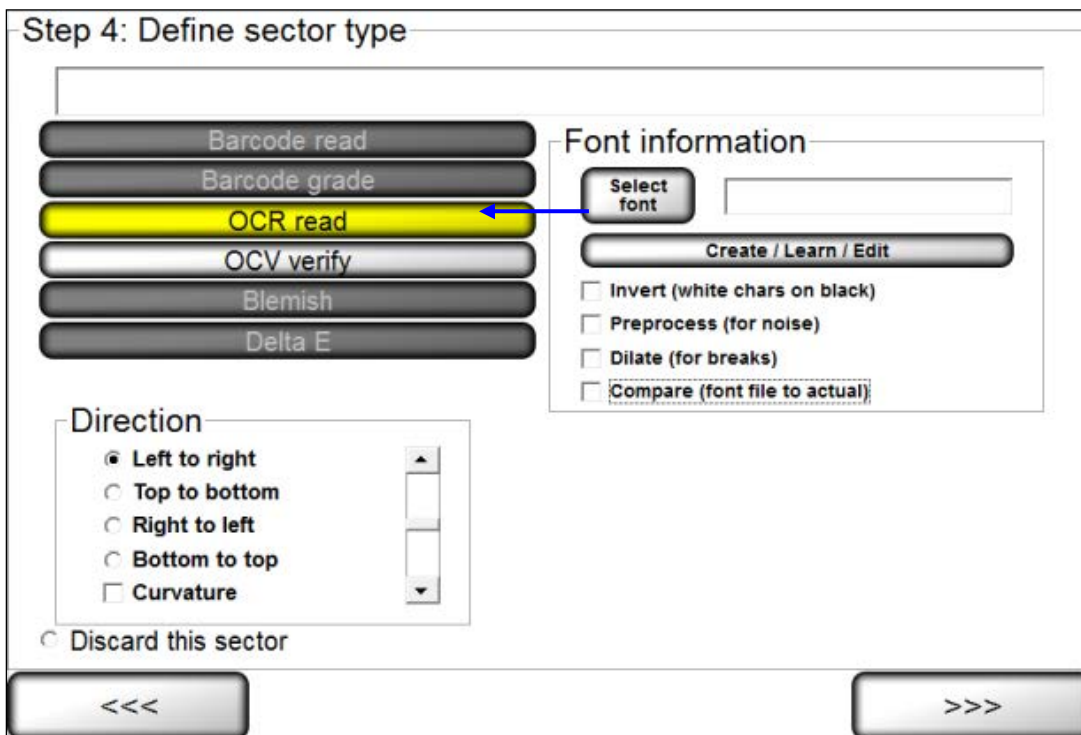 Step 4: Define sector type
Barcode read
Barcode grade
OCR read
OCV verify
Blemish
Delta E
Font information
Select
font
Create / Learn / Edit
Invert (white chars on black)
Preprocess (for noise)
Dilate (for breaks)
Compare (font file to actual)
Direction
Left to right
Top to bottom
Right to left
Bottom to top
Curvature
Discard this sector
<<<
>>>